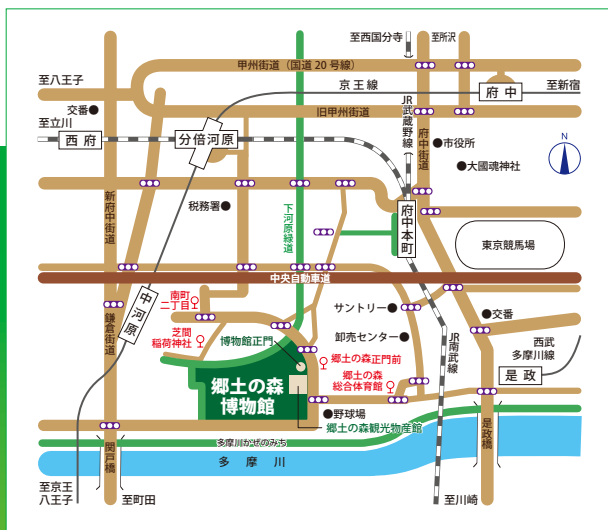 至西国分寺
至所沢
甲州街道（国道20号線）
至八王子
京王線
府中
至新宿
交番
旧甲州街道
JR武蔵野線
至立川
西府
分倍河原
府中街道
市役所
N
大國魂神社
新府中街道
税務署
下河原緑道
府中本町
東京競馬場
中央自動車道
中河原
南町
二丁目
サントリー
交番
鎌倉街道
芝間
稲荷神社
博物館正門
卸売センター
JR南武線
西武
多摩川線
郷土の森正門前
郷土の森
総合体育館
是政
郷土の森
博物館
野球場
郷土の森観光物産館
是政橋
関戸橋
多摩川かぜのみち
多摩川
至京王
八王子
至町田
至川崎